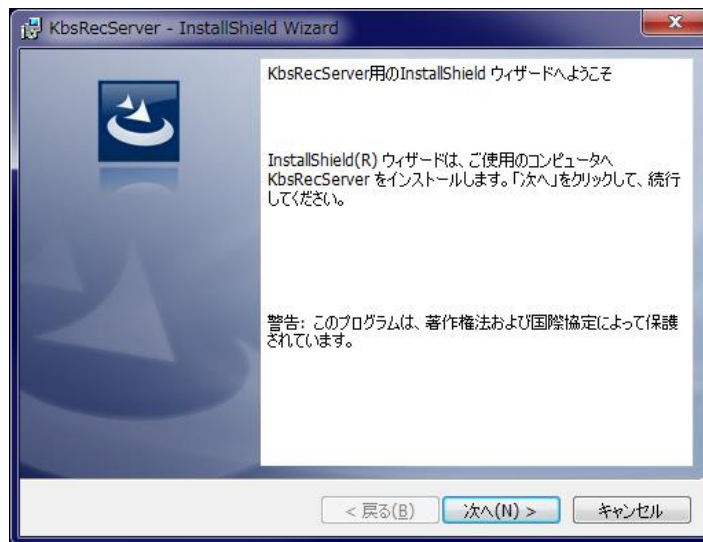 KbsRecServer - InstallShield Wizard
KbsRecServer用のInstallShield ウィザードへようこそ
InstallShield(R) ウィザードは、ご使用のコンピュータへ
KbsRecServer をインストールします。「次へ」をクリックして、続行
してください。
警告: このプログラムは、著作権法および国際協定によって保護
されています。
< 戻る(B)
次へ(N) >
キャンセル